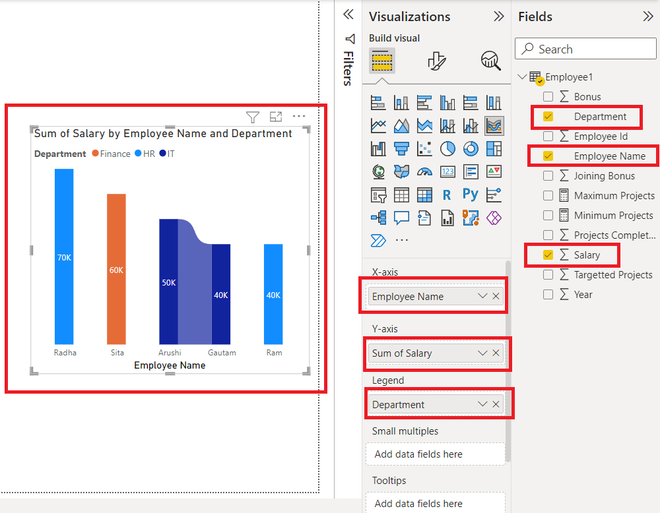 Sum of Salary by Employee Name and Department
Department Finance HR IT
70K
60K
50K
40K
40K
Radha Sita Arushi Gautam Ram
Employee Name
Filters
Visualizations
Build visual
R Py
123
X-axis
Employee Name
Y-axis
Sum of Salary
Legend
Department
Small multiples
Add data fields here
Tooltips
Add data fields here
Fields
Search
Employee1
Bonus
Department
Employee Id
Employee Name
Joining Bonus
Maximum Projects
Minimum Projects
Projects Complet...
Salary
Targetted Projects
Year